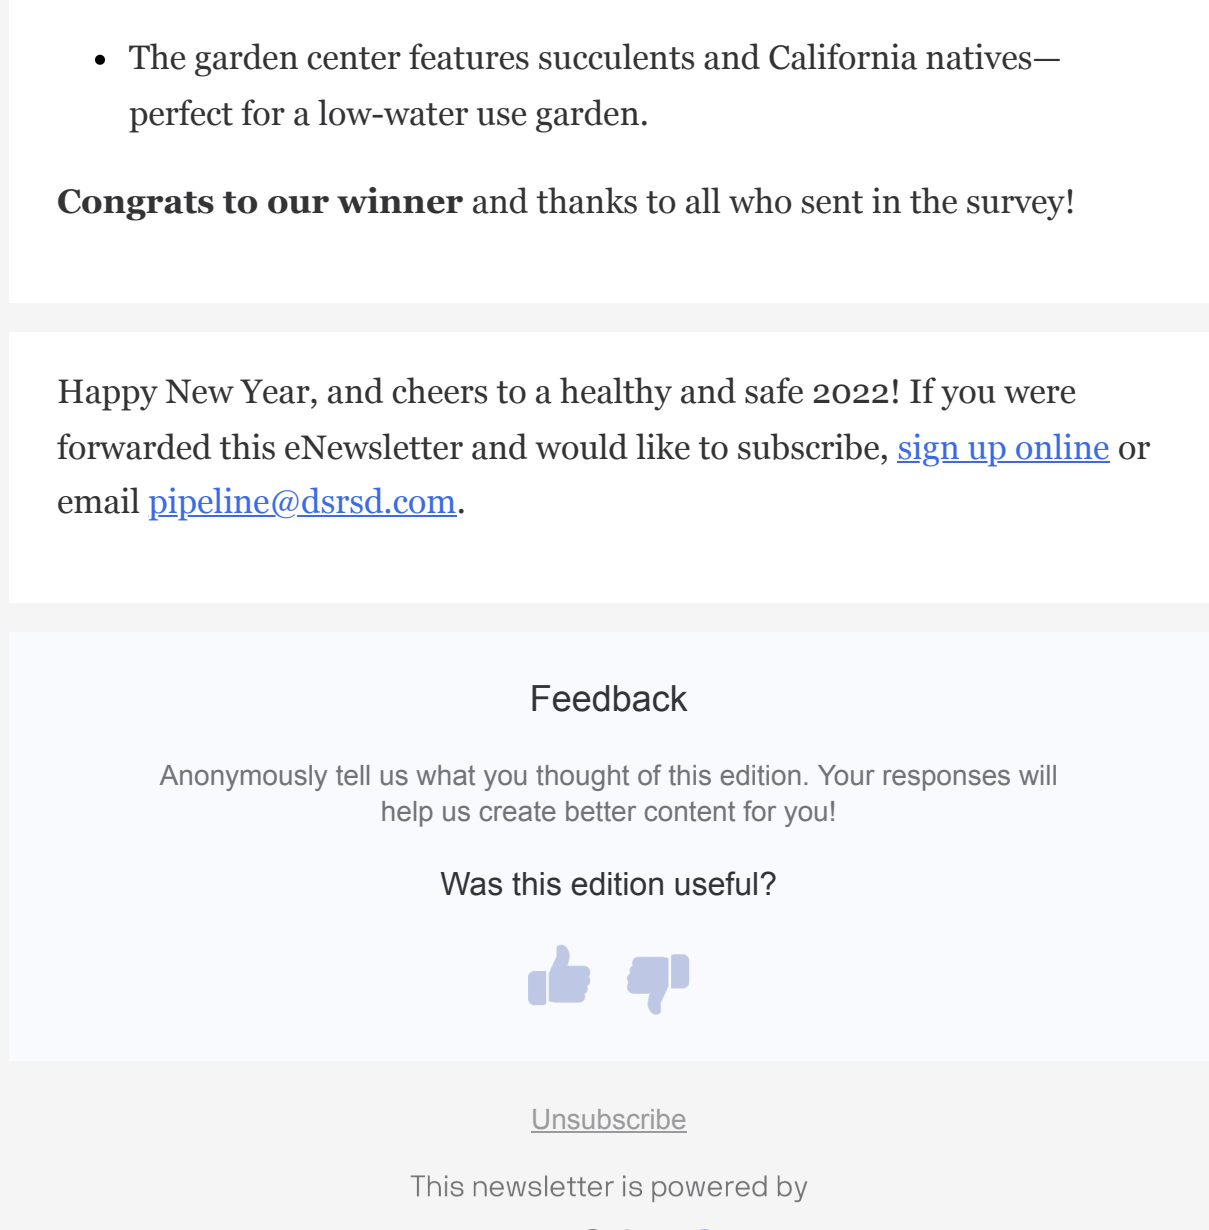 The garden center features succulents and California natives—
perfect for a low-water use garden.
Congrats to our winner and thanks to all who sent in the survey!
Happy New Year, and cheers to a healthy and safe 2022! If you were
forwarded this eNewsletter and would like to subscribe, sign up online or
email pipeline@dsrsd.com.
Feedback
Anonymously tell us what you thought of this edition. Your responses will
help us create better content for you!
Was this edition useful?
Unsubscribe
This newsletter is powered by